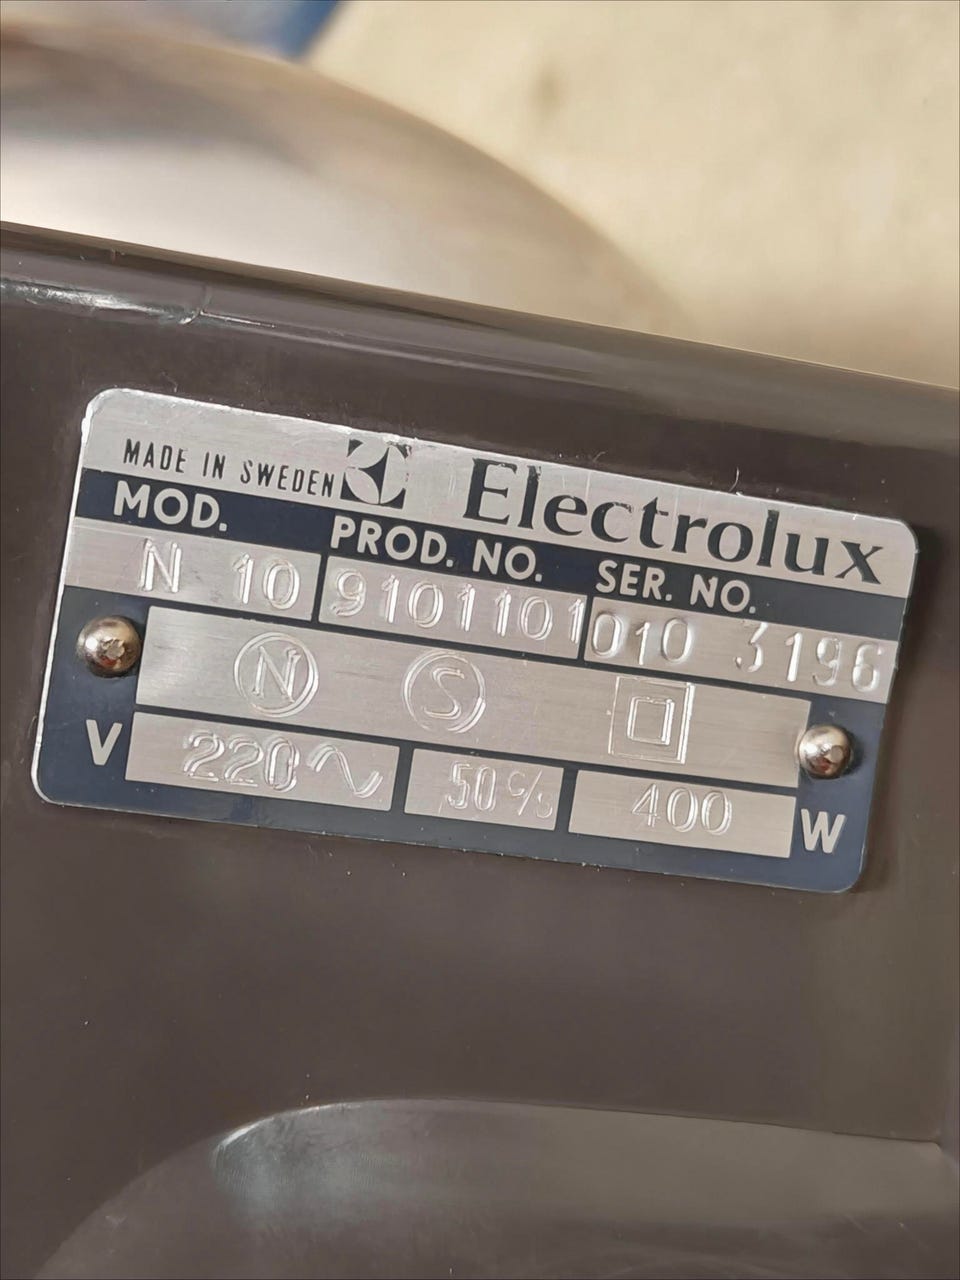 MADE IN SWEDEN Electrolux
MOD. PROD. NO. SER. NO.
N 10 9101101 010 3196
N S
V 220~ 50 c/s 400 W